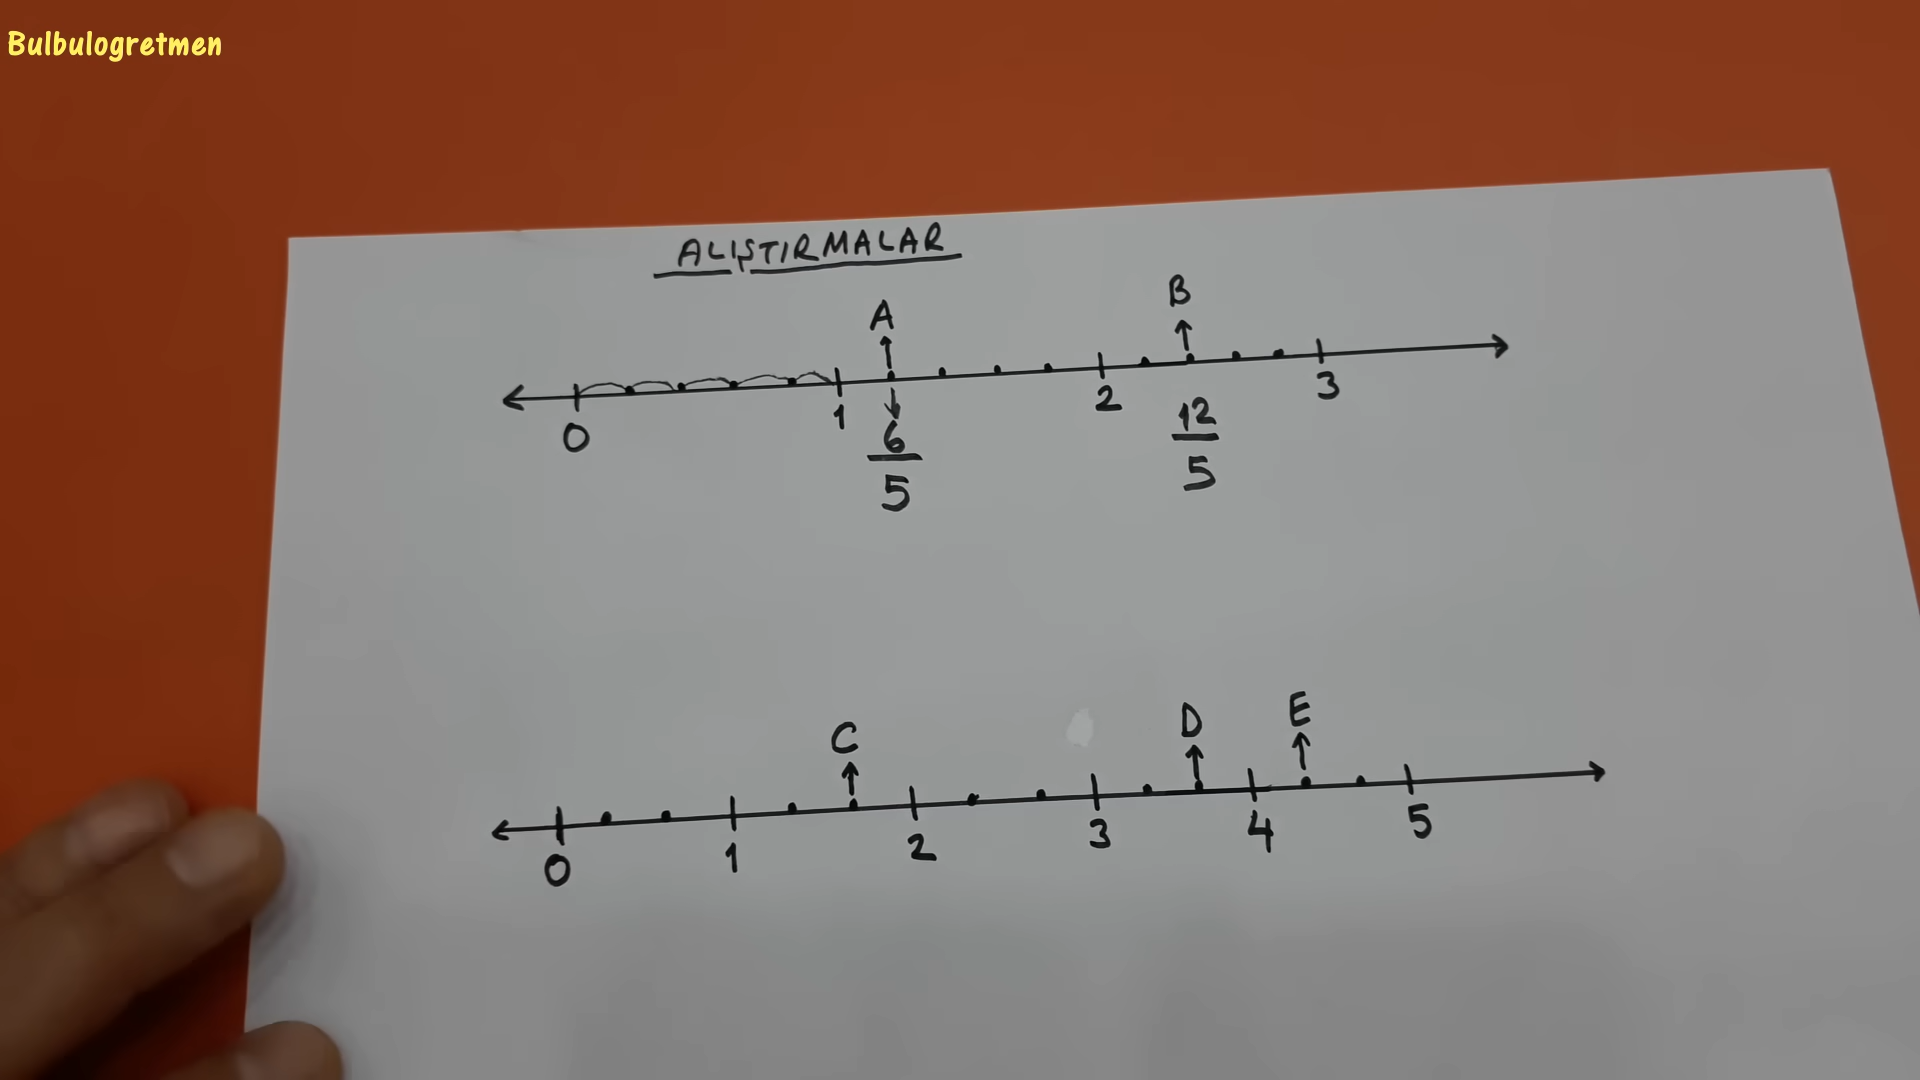 Bulbulogretmen
ALIŞTIRMALAR
A B
0 1 2 3
6/5 12/5
C D E
0 1 2 3 4 5